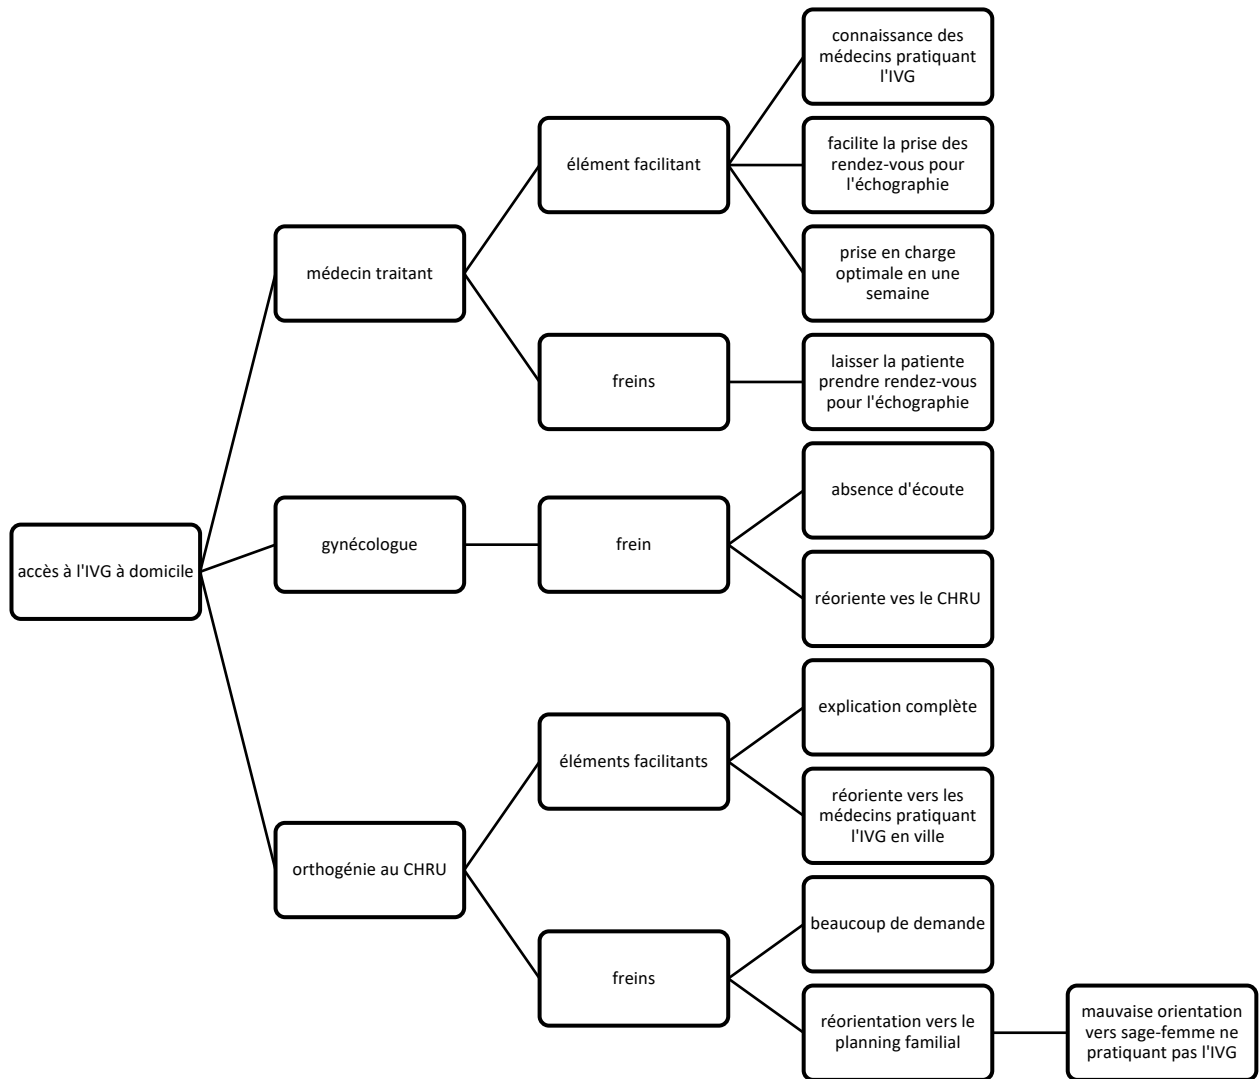 connaissance des
médecins pratiquant
l'IVG
élément facilitant
facilite la prise des
rendez-vous pour
l'échographie
médecin traitant
prise en charge
optimale en une
semaine
freins
laisser la patiente
prendre rendez-vous
pour l'échographie
accès à l'IVG à domicile
gynécologue
frein
absence d'écoute
réoriente ves le CHRU
orthogénie au CHRU
éléments facilitants
explication complète
réoriente vers les
médecins pratiquant
l'IVG en ville
freins
beaucoup de demande
réorientation vers le
planning familial
mauvaise orientation
vers sage-femme ne
pratiquant pas l'IVG